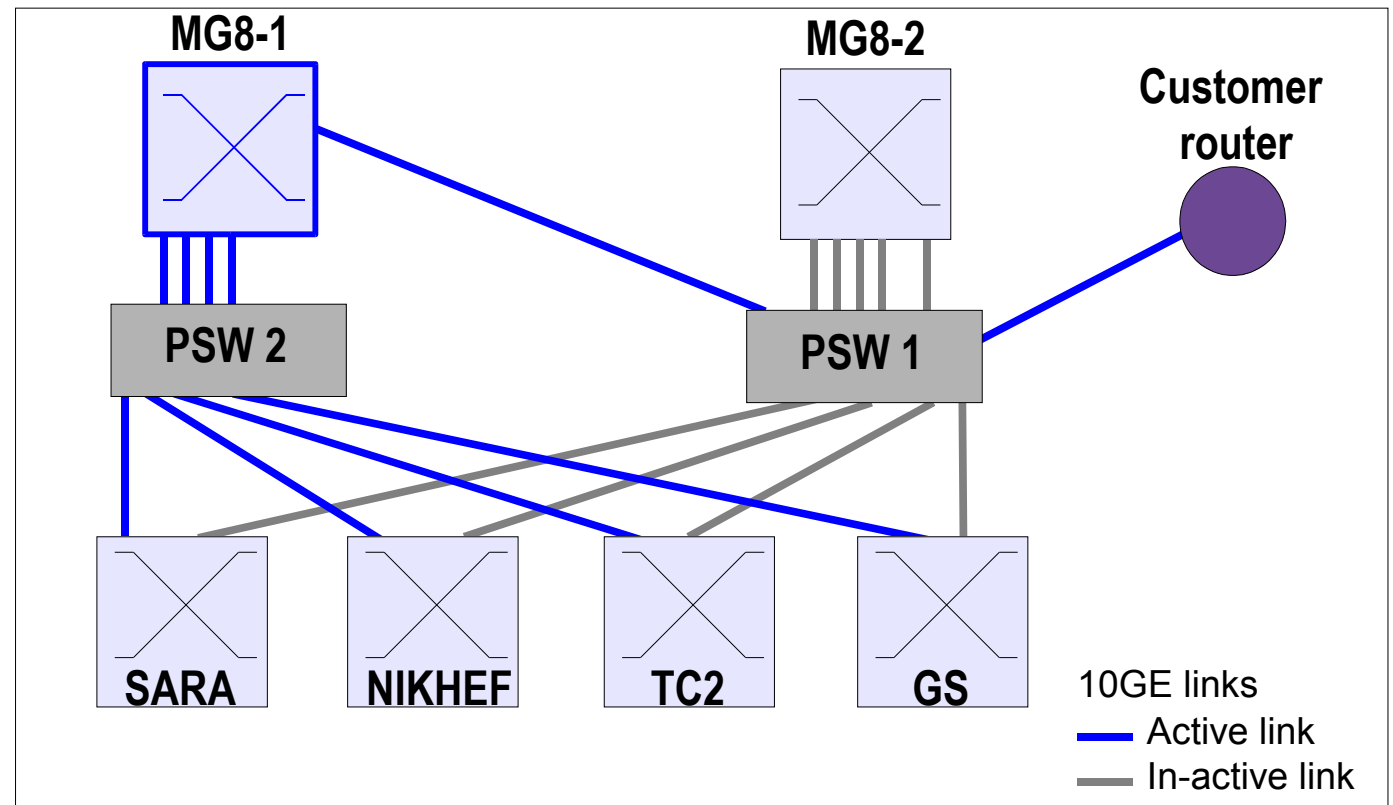 MG8-1
MG8-2
Customer
router
PSW 2
PSW 1
SARA
NIKHEF
TC2
GS
10GE links
Active link
In-active link